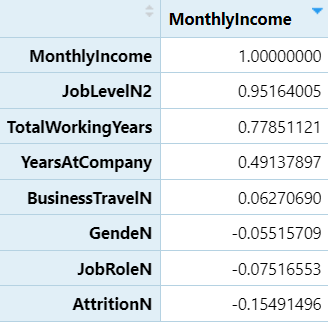 MonthlyIncome
MonthlyIncome 1.00000000
JobLevelN2 0.95164005
TotalWorkingYears 0.77851121
YearsAtCompany 0.49137897
BusinessTravelN 0.06270690
GendeN -0.05515709
JobRoleN -0.07516553
AttritionN -0.15491496